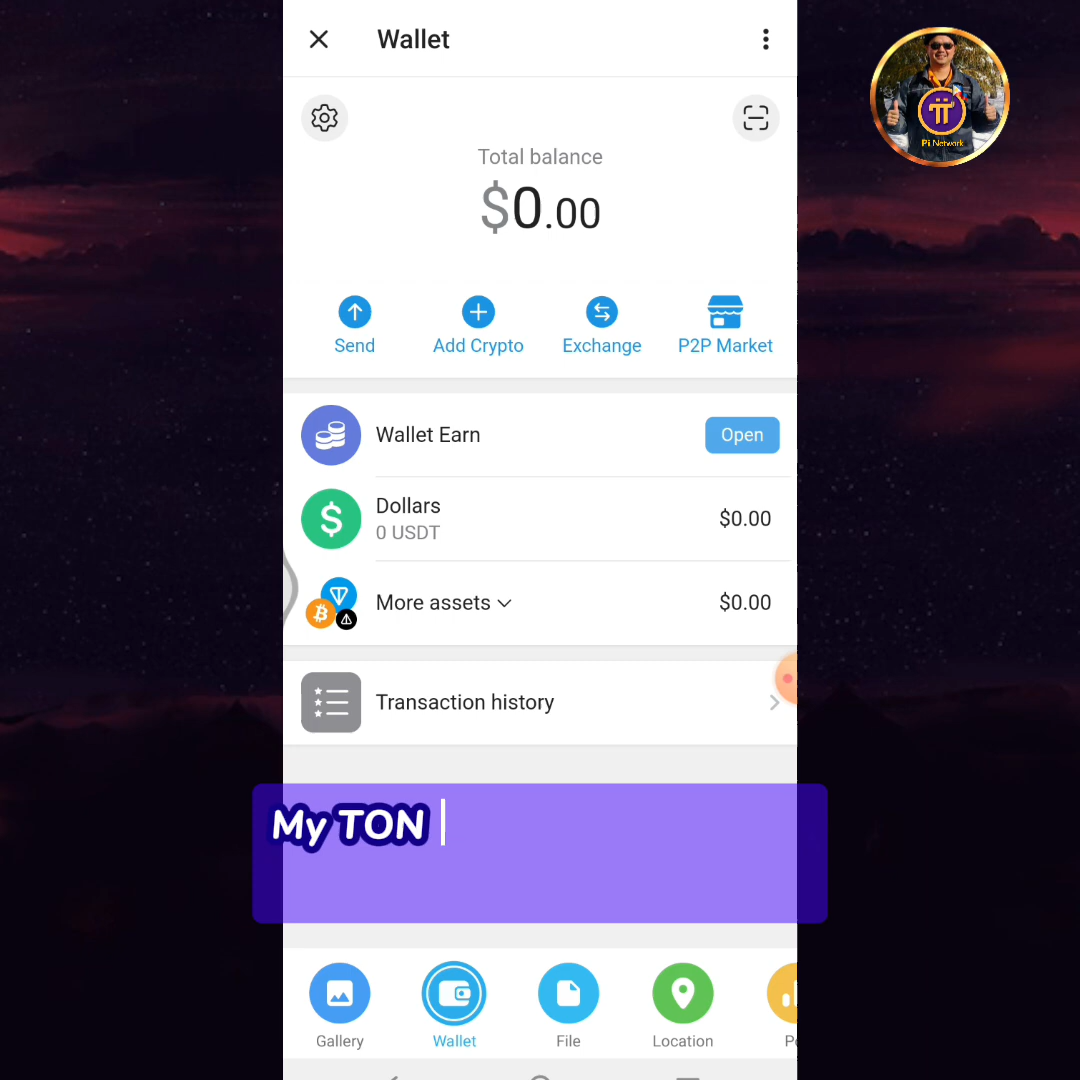 Wallet
Total balance
$0.00
Send
Add Crypto
Exchange
P2P Market
Wallet Earn
Open
Dollars
0 USDT
$0.00
More assets
$0.00
Transaction history
My TON
Gallery
Wallet
File
Location
Pi Network